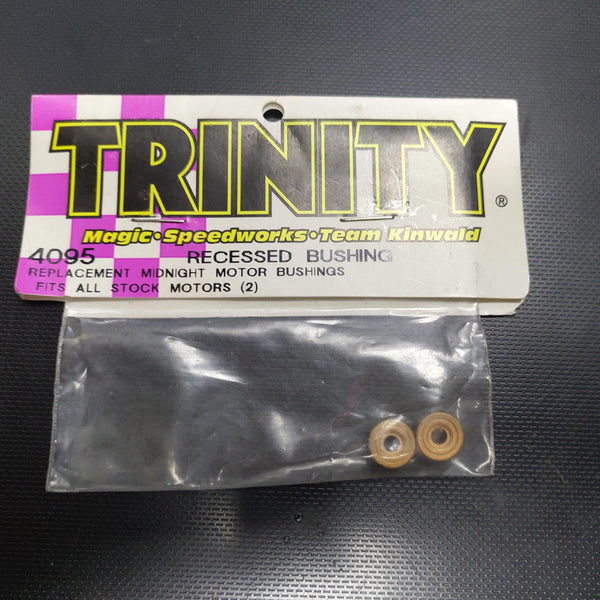 TRINITY®
Magic•Speedworks•Team Kinwald
4095 RECESSED BUSHING
REPLACEMENT MIDNIGHT MOTOR BUSHINGS
FITS ALL STOCK MOTORS (2)